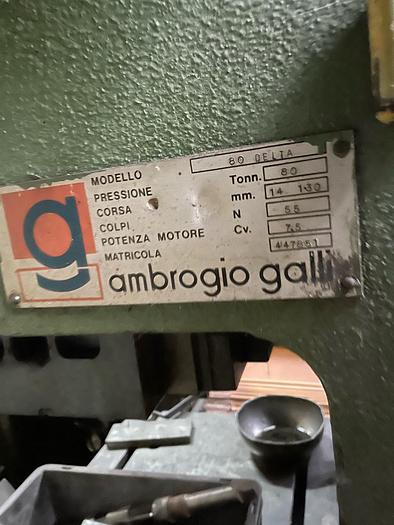 MODELLO 80 DELTA
PRESSIONE Tonn. 80
CORSA mm. 14 130
COLPI N 55
POTENZA MOTORE Cv. 7,5
MATRICOLA
g ambrogio galli